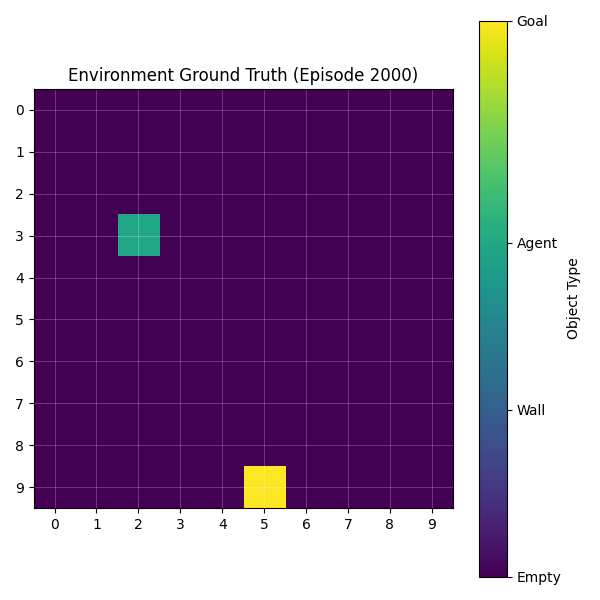 Environment Ground Truth (Episode 2000)
0
1
2
3
4
5
6
7
8
9
0 1 2 3 4 5 6 7 8 9
Goal
Agent
Wall
Empty
Object Type